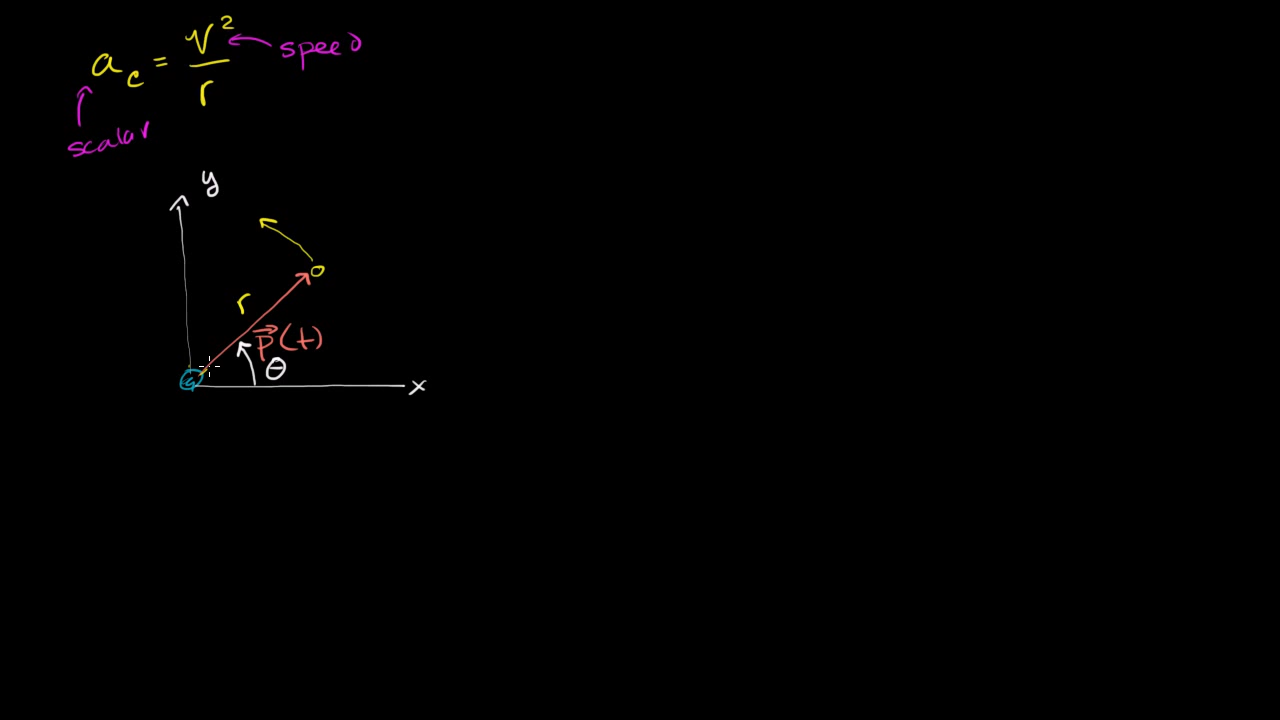 a_c = v²/r ← speed
scalar
y
r
p⃗(t)
θ
x